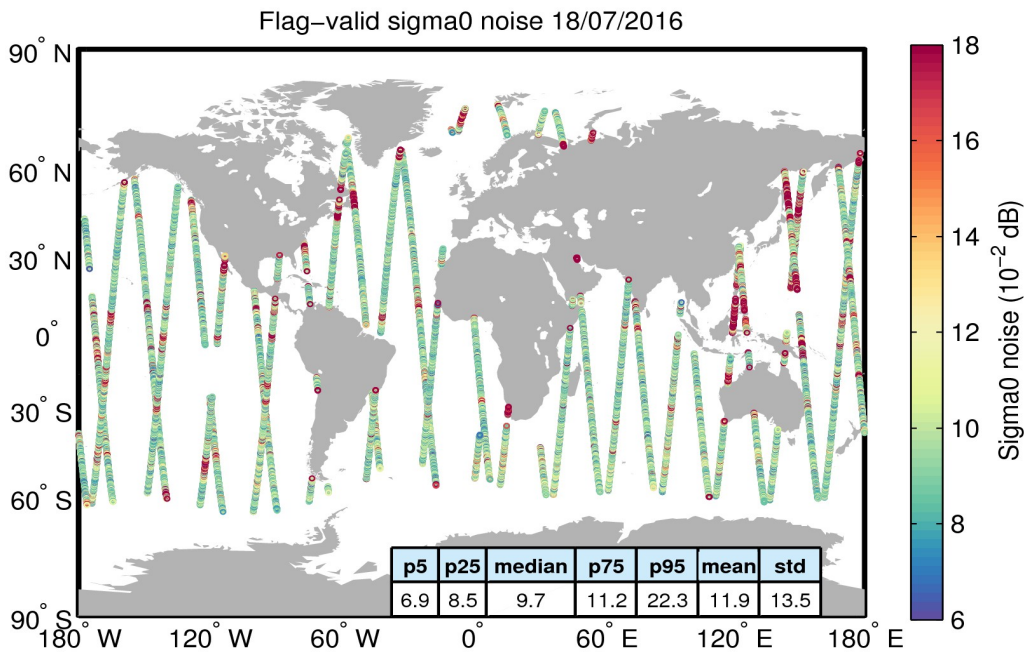 Flag−valid sigma0 noise 18/07/2016
90° N
60° N
30° N
0°
30° S
60° S
90° S
180° W
120° W
60° W
0°
60° E
120° E
180° E
p5 p25 median p75 p95 mean std
6.9 8.5 9.7 11.2 22.3 11.9 13.5
18
16
14
12
10
8
6
Sigma0 noise (10⁻² dB)